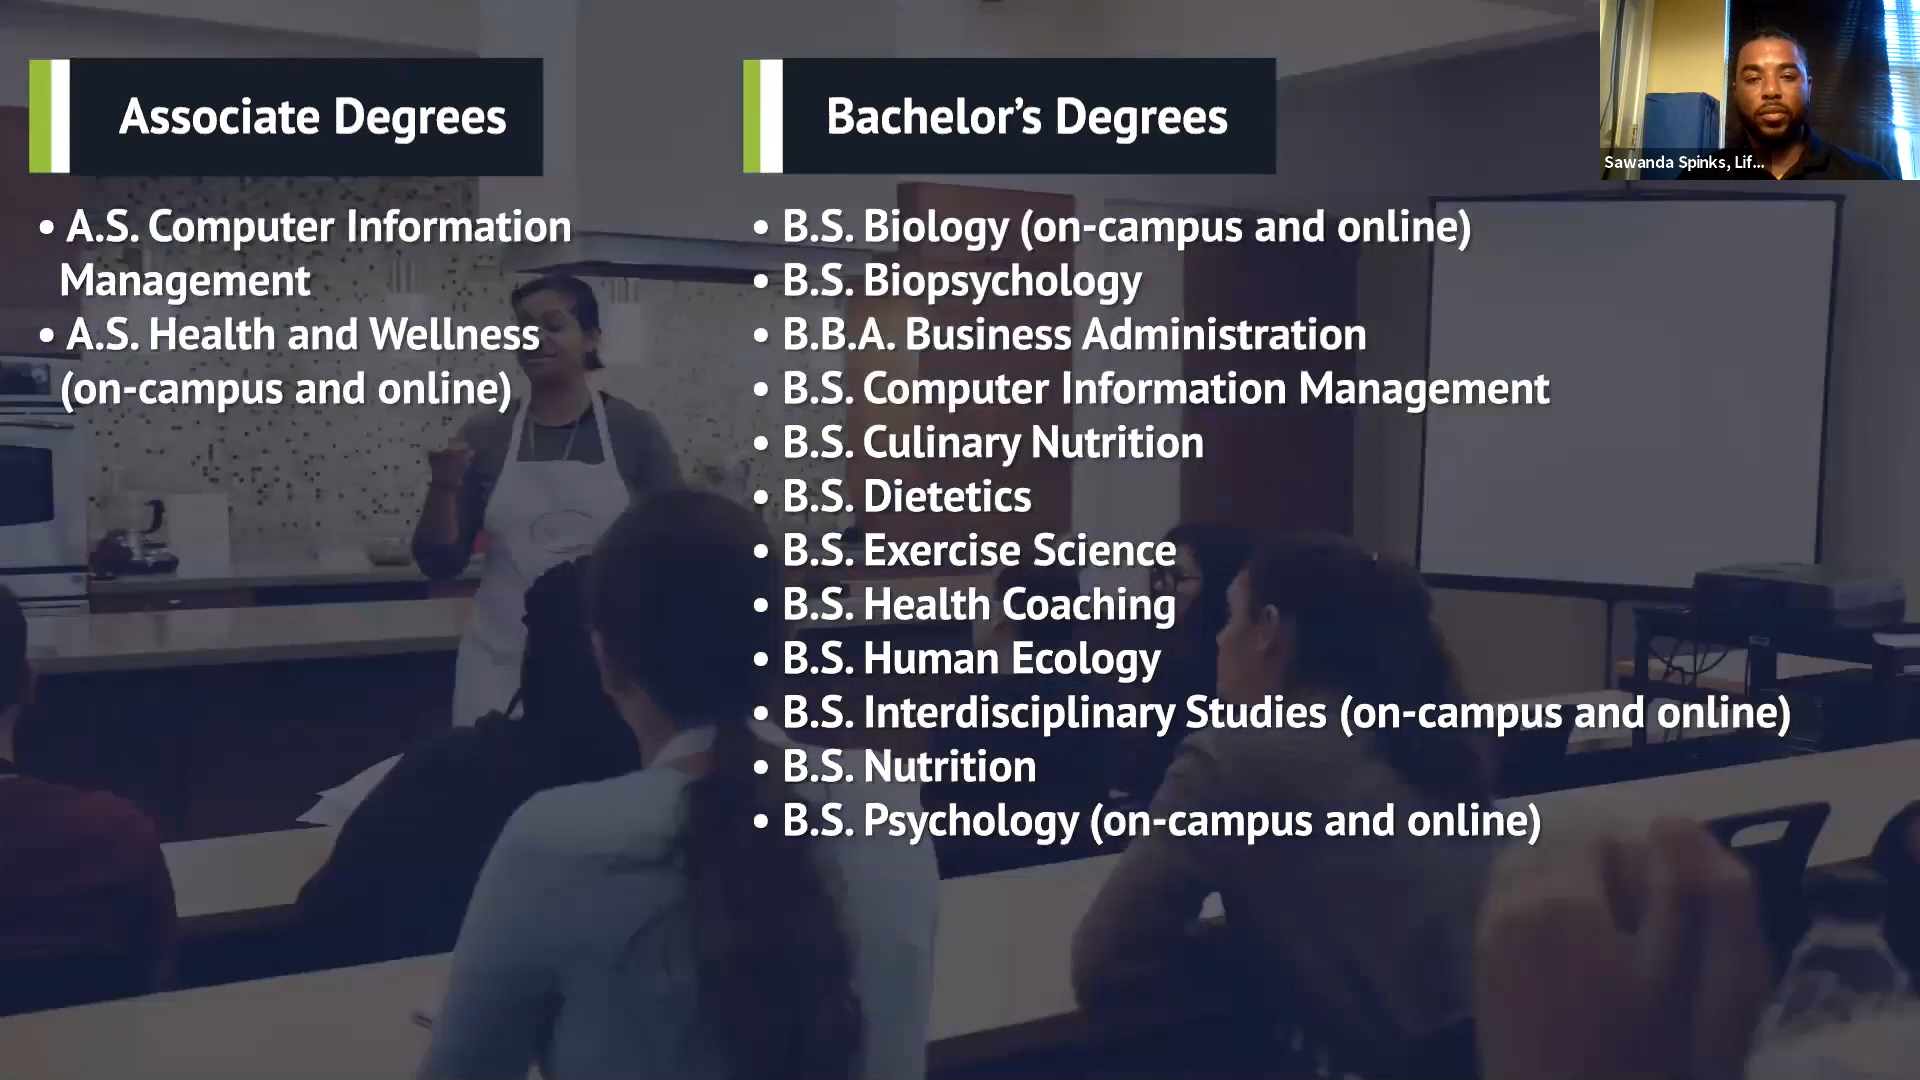 Associate Degrees
• A.S. Computer Information
Management
• A.S. Health and Wellness
(on-campus and online)
Bachelor's Degrees
• B.S. Biology (on-campus and online)
• B.S. Biopsychology
• B.B.A. Business Administration
• B.S. Computer Information Management
• B.S. Culinary Nutrition
• B.S. Dietetics
• B.S. Exercise Science
• B.S. Health Coaching
• B.S. Human Ecology
• B.S. Interdisciplinary Studies (on-campus and online)
• B.S. Nutrition
• B.S. Psychology (on-campus and online)
Sawanda Spinks, Lif...